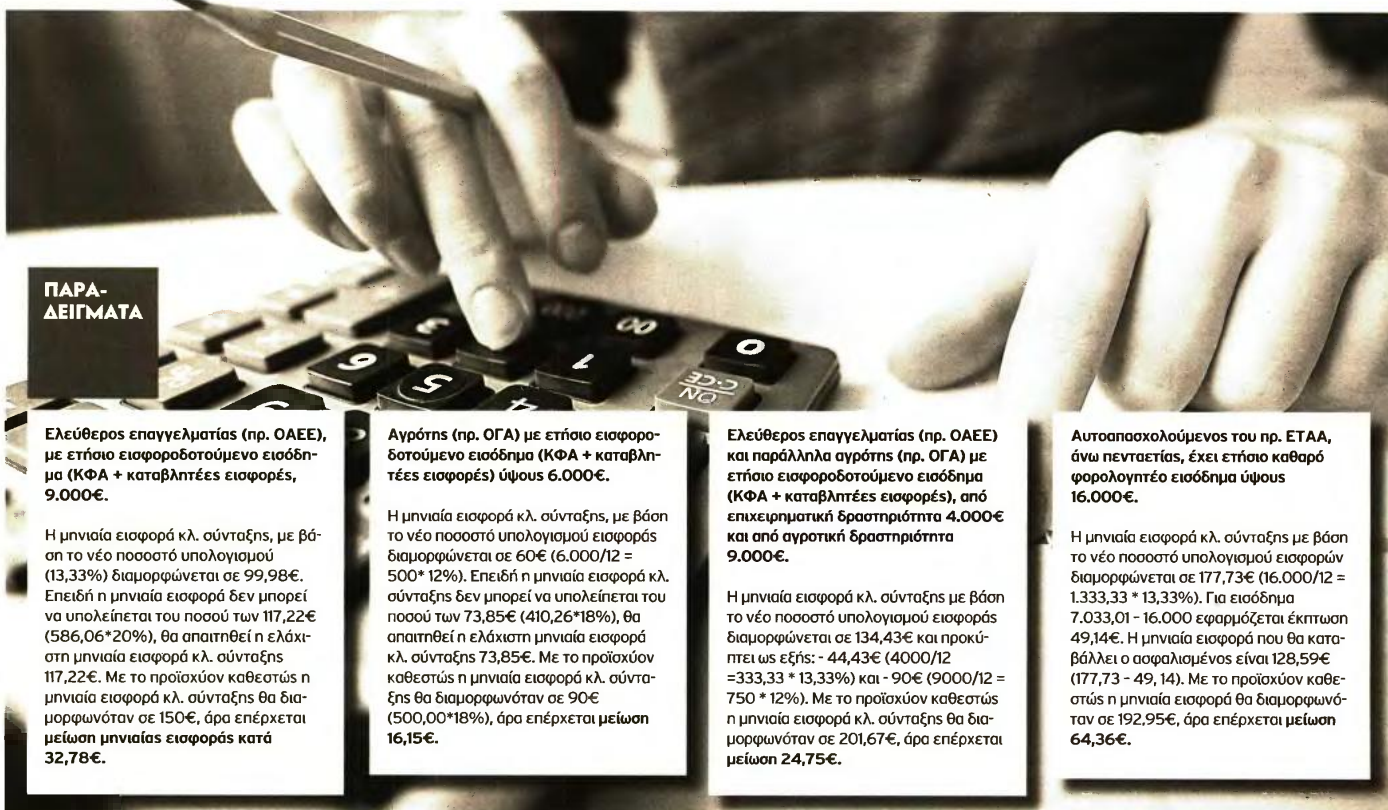 ΠΑΡΑ-
ΔΕΙΓΜΑΤΑ
3
00
0
6
1
5
4
ON
C·CE
Ελεύθερος επαγγελματίας (πρ. ΟΑΕΕ),
με ετήσιο εισφοροδοτούμενο εισόδη-
μα (ΚΦΑ + καταβλητέες εισφορές,
9.000€.
Η μηνιαία εισφορά κλ. σύνταξης, με βά-
ση το νέο ποσοστό υπολογισμού
(13,33%) διαμορφώνεται σε 99,98€.
Επειδή η μηνιαία εισφορά δεν μπορεί
να υπολείπεται του ποσού των 117,22€
(586,06*20%), θα απαιτηθεί η ελάχι-
στη μηνιαία εισφορά κλ. σύνταξης
117,22€. Με το προϊσχύον καθεστώς η
μηνιαία εισφορά κλ. σύνταξης θα δια-
μορφωνόταν σε 150€, άρα επέρχεται
μείωση μηνιαίας εισφοράς κατά
32,78€.
Αγρότης (πρ. ΟΓΑ) με ετήσιο εισφορο-
δοτούμενο εισόδημα (ΚΦΑ + καταβλη-
τέες εισφορές) ύψους 6.000€.
Η μηνιαία εισφορά κλ. σύνταξης, με βάση
το νέο ποσοστό υπολογισμού εισφοράς
διαμορφώνεται σε 60€ (6.000/12 =
500* 12%). Επειδή η μηνιαία εισφορά κλ.
σύνταξης δεν μπορεί να υπολείπεται του
ποσού των 73,85€ (410,26*18%), θα
απαιτηθεί η ελάχιστη μηνιαία εισφορά
κλ. σύνταξης 73,85€. Με το προϊσχύον
καθεστώς η μηνιαία εισφορά κλ. σύντα-
ξης θα διαμορφωνόταν σε 90€
(500,00*18%), άρα επέρχεται μείωση
16,15€.
Ελεύθερος επαγγελματίας (πρ. ΟΑΕΕ)
και παράλληλα αγρότης (πρ. ΟΓΑ) με
ετήσιο εισφοροδοτούμενο εισόδημα
(ΚΦΑ + καταβλητέες εισφορές), από
επιχειρηματική δραστηριότητα 4.000€
και από αγροτική δραστηριότητα
9.000€.
Η μηνιαία εισφορά κλ. σύνταξης με βάση
το νέο ποσοστό υπολογισμού εισφοράς
διαμορφώνεται σε 134,43€ και προκύ-
πτει ως εξής: - 44,43€ (4000/12
=333,33 * 13,33%) και - 90€ (9000/12 =
750 * 12%). Με το προϊσχύον καθεστώς
η μηνιαία εισφορά κλ. σύνταξης θα δια-
μορφωνόταν σε 201,67€, άρα επέρχεται
μείωση 24,75€.
Αυτοαπασχολούμενος του πρ. ΕΤΑΑ,
άνω πενταετίας, έχει ετήσιο καθαρό
φορολογητέο εισόδημα ύψους
16.000€.
Η μηνιαία εισφορά κλ. σύνταξης με βάση
το νέο ποσοστό υπολογισμού εισφορών
διαμορφώνεται σε 177,73€ (16.000/12 =
1.333,33 * 13,33%). Για εισόδημα
7.033,01 - 16.000 εφαρμόζεται έκπτωση
49,14€. Η μηνιαία εισφορά που θα κατα-
βάλλει ο ασφαλισμένος είναι 128,59€
(177,73 - 49, 14). Με το προϊσχύον καθε-
στώς η μηνιαία εισφορά θα διαμορφωνό-
ταν σε 192,95€, άρα επέρχεται μείωση
64,36€.